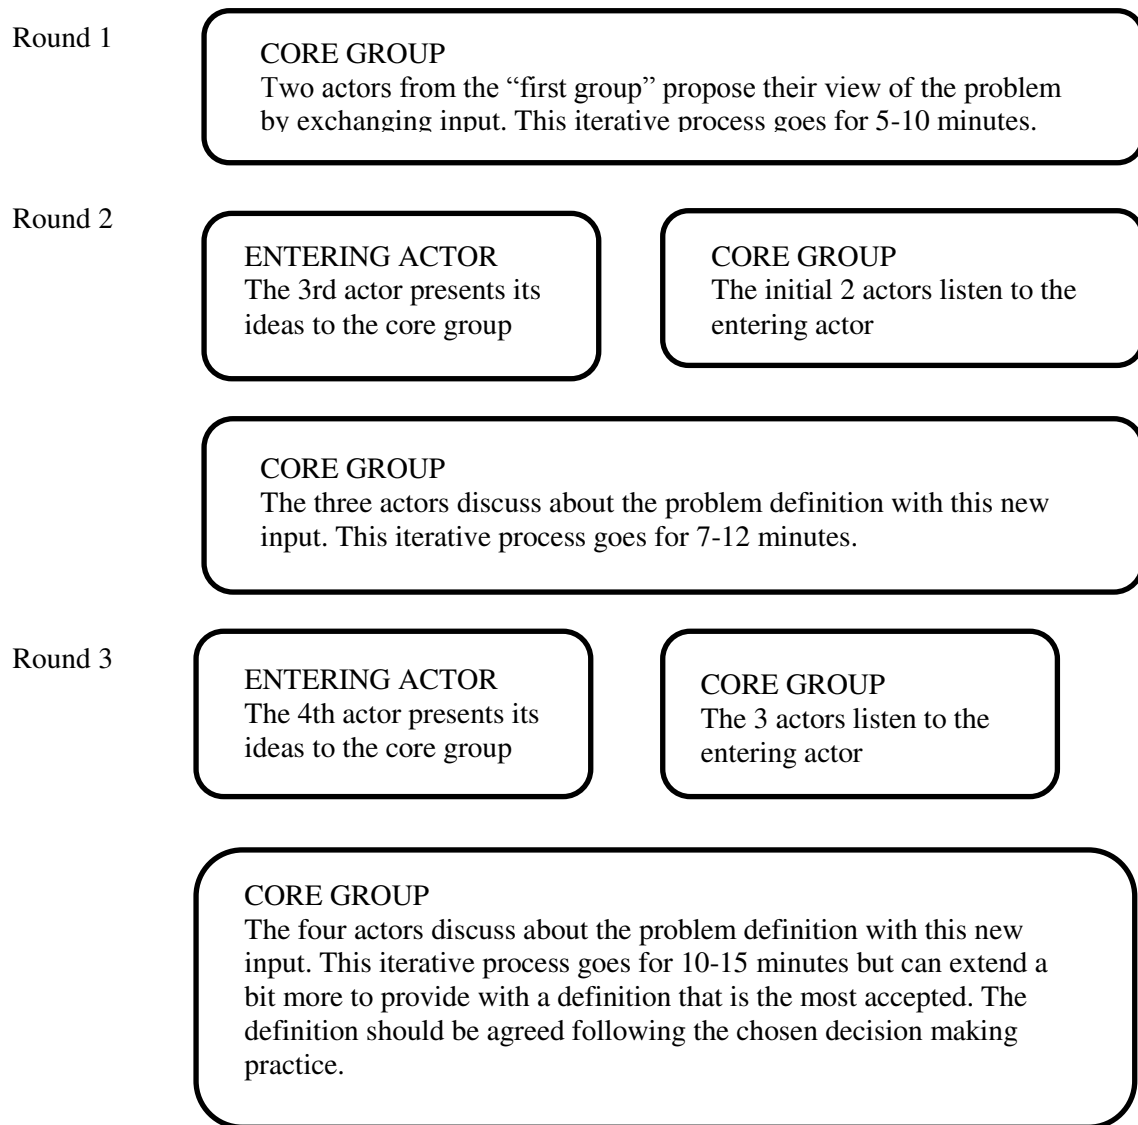 Round 1
CORE GROUP
Two actors from the “first group” propose their view of the problem
by exchanging input. This iterative process goes for 5-10 minutes.
Round 2
ENTERING ACTOR
The 3rd actor presents its
ideas to the core group
CORE GROUP
The initial 2 actors listen to the
entering actor
CORE GROUP
The three actors discuss about the problem definition with this new
input. This iterative process goes for 7-12 minutes.
Round 3
ENTERING ACTOR
The 4th actor presents its
ideas to the core group
CORE GROUP
The 3 actors listen to the
entering actor
CORE GROUP
The four actors discuss about the problem definition with this new
input. This iterative process goes for 10-15 minutes but can extend a
bit more to provide with a definition that is the most accepted. The
definition should be agreed following the chosen decision making
practice.